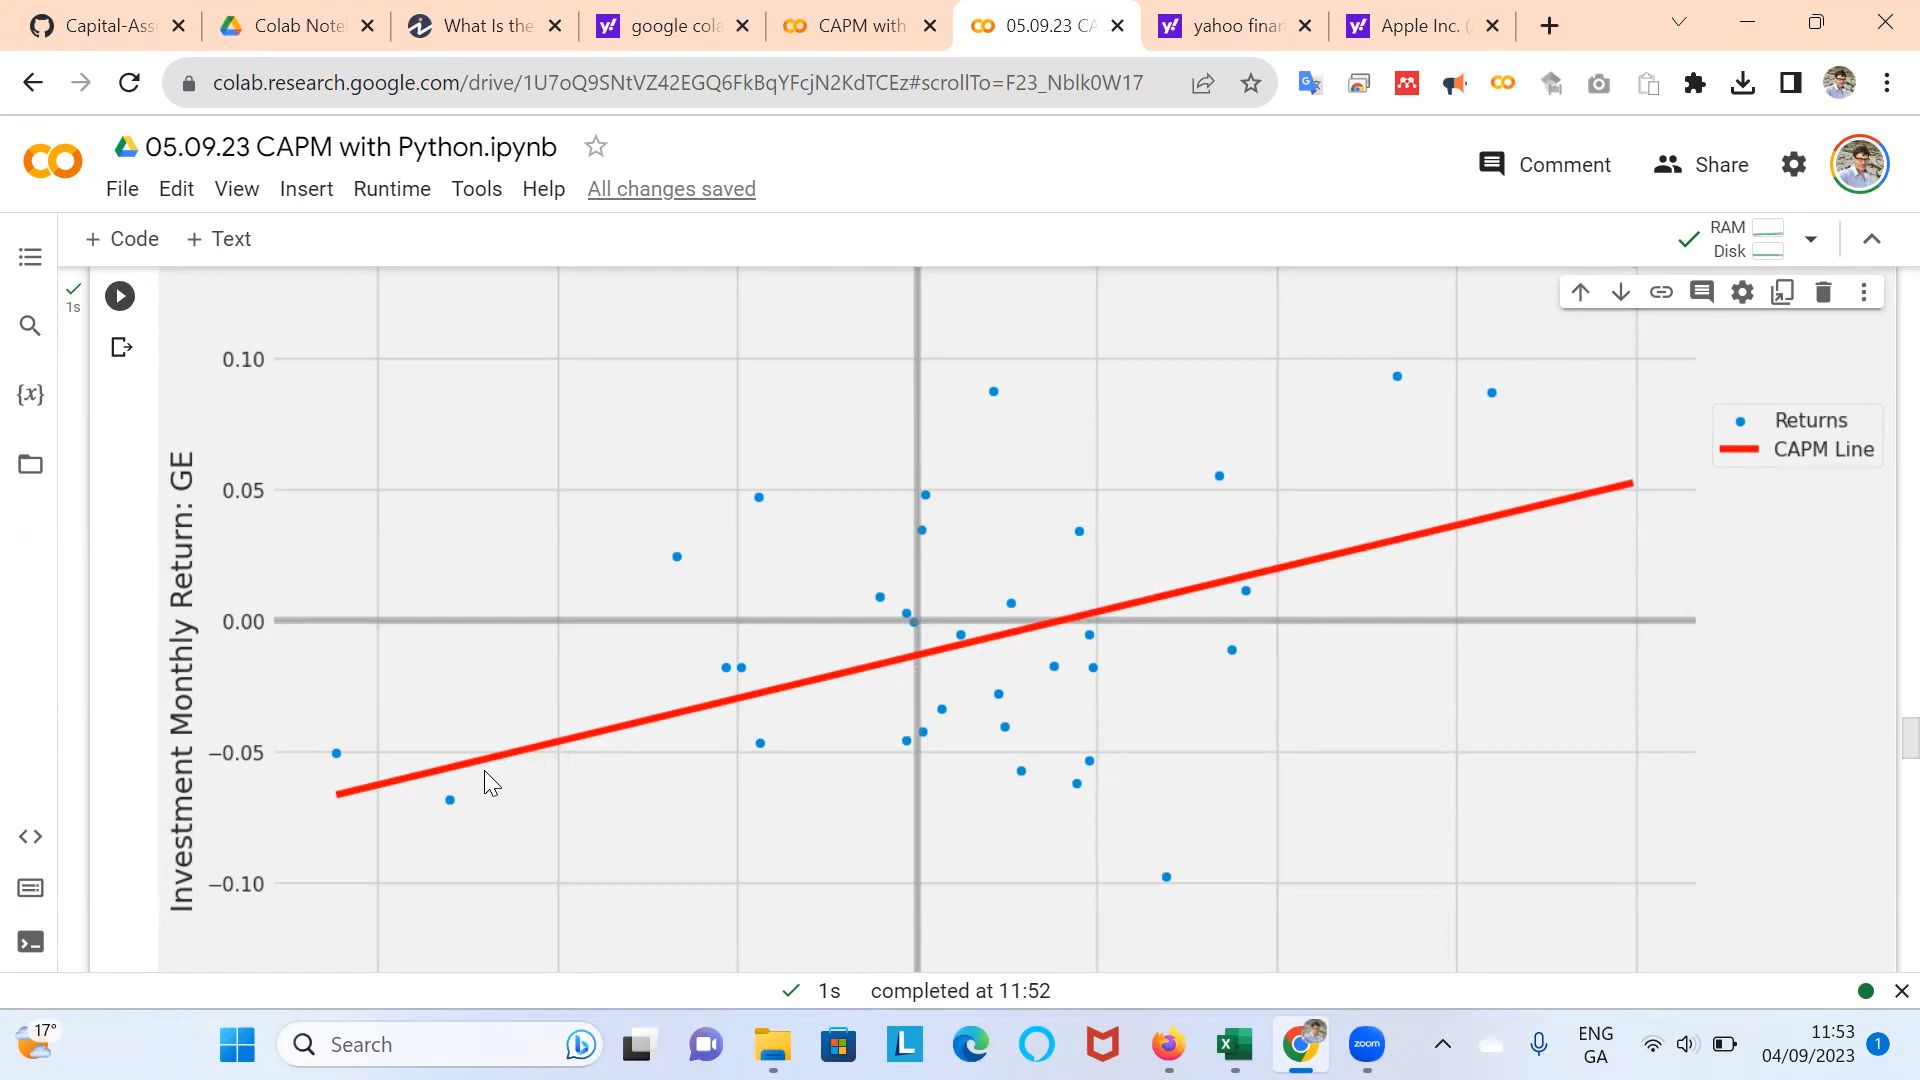 Capital-Ass
Colab Note
What Is the
google cola
CAPM with
05.09.23 CA
yahoo finan
Apple Inc. (
colab.research.google.com/drive/1U7oQ9SNtVZ42EGQ6FkBqYFcjN2KdTCEz#scrollTo=F23_Nblk0W17
05.09.23 CAPM with Python.ipynb
File Edit View Insert Runtime Tools Help All changes saved
Comment
Share
+ Code + Text
RAM
Disk
1s
0.10
0.05
0.00
−0.05
−0.10
Investment Monthly Return: GE
Returns
CAPM Line
1s completed at 11:52
17°
Search
zoom
ENG
GA
11:53
04/09/2023
1